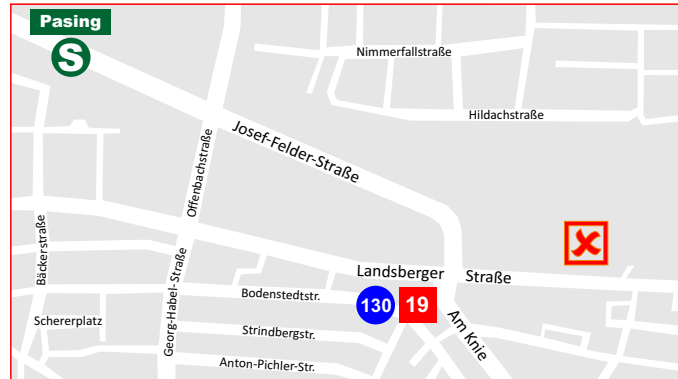 Pasing
S
Nimmerfallstraße
Hildachstraße
Josef-Felder-Straße
Offenbachstraße
Bäckerstraße
Georg-Habel-Straße
Landsberger Straße
Bodenstedtstr.
130
19
Schererplatz
Strindbergstr.
Am Knie
Anton-Pichler-Str.